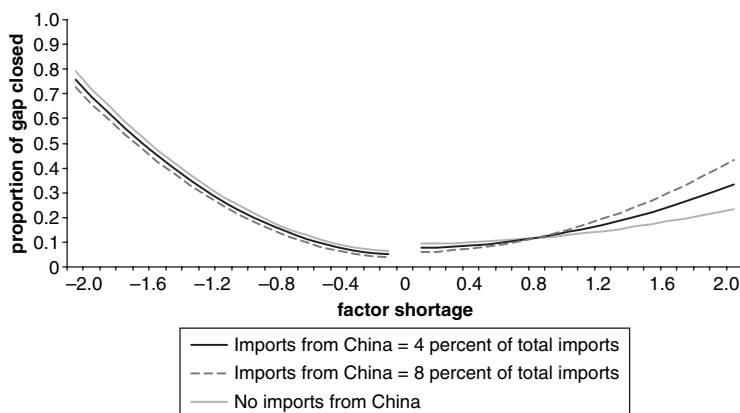 1.0
0.9
0.8
0.7
0.6
0.5
0.4
0.3
0.2
0.1
0
proportion of gap closed
–2.0 –1.6 –1.2 –0.8 –0.4 0 0.4 0.8 1.2 1.6 2.0
factor shortage
Imports from China = 4 percent of total imports
Imports from China = 8 percent of total imports
No imports from China